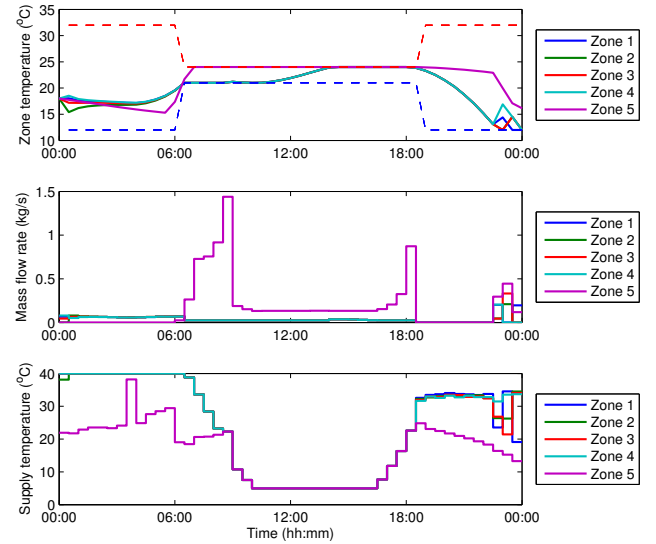 Zone temperature (°C)
35
30
25
20
15
10
00:00
06:00
12:00
18:00
00:00
Zone 1
Zone 2
Zone 3
Zone 4
Zone 5
Mass flow rate (kg/s)
1.5
1
0.5
0
00:00
06:00
12:00
18:00
00:00
Zone 1
Zone 2
Zone 3
Zone 4
Zone 5
Supply temperature (°C)
40
30
20
10
0
00:00
06:00
12:00
18:00
00:00
Time (hh:mm)
Zone 1
Zone 2
Zone 3
Zone 4
Zone 5